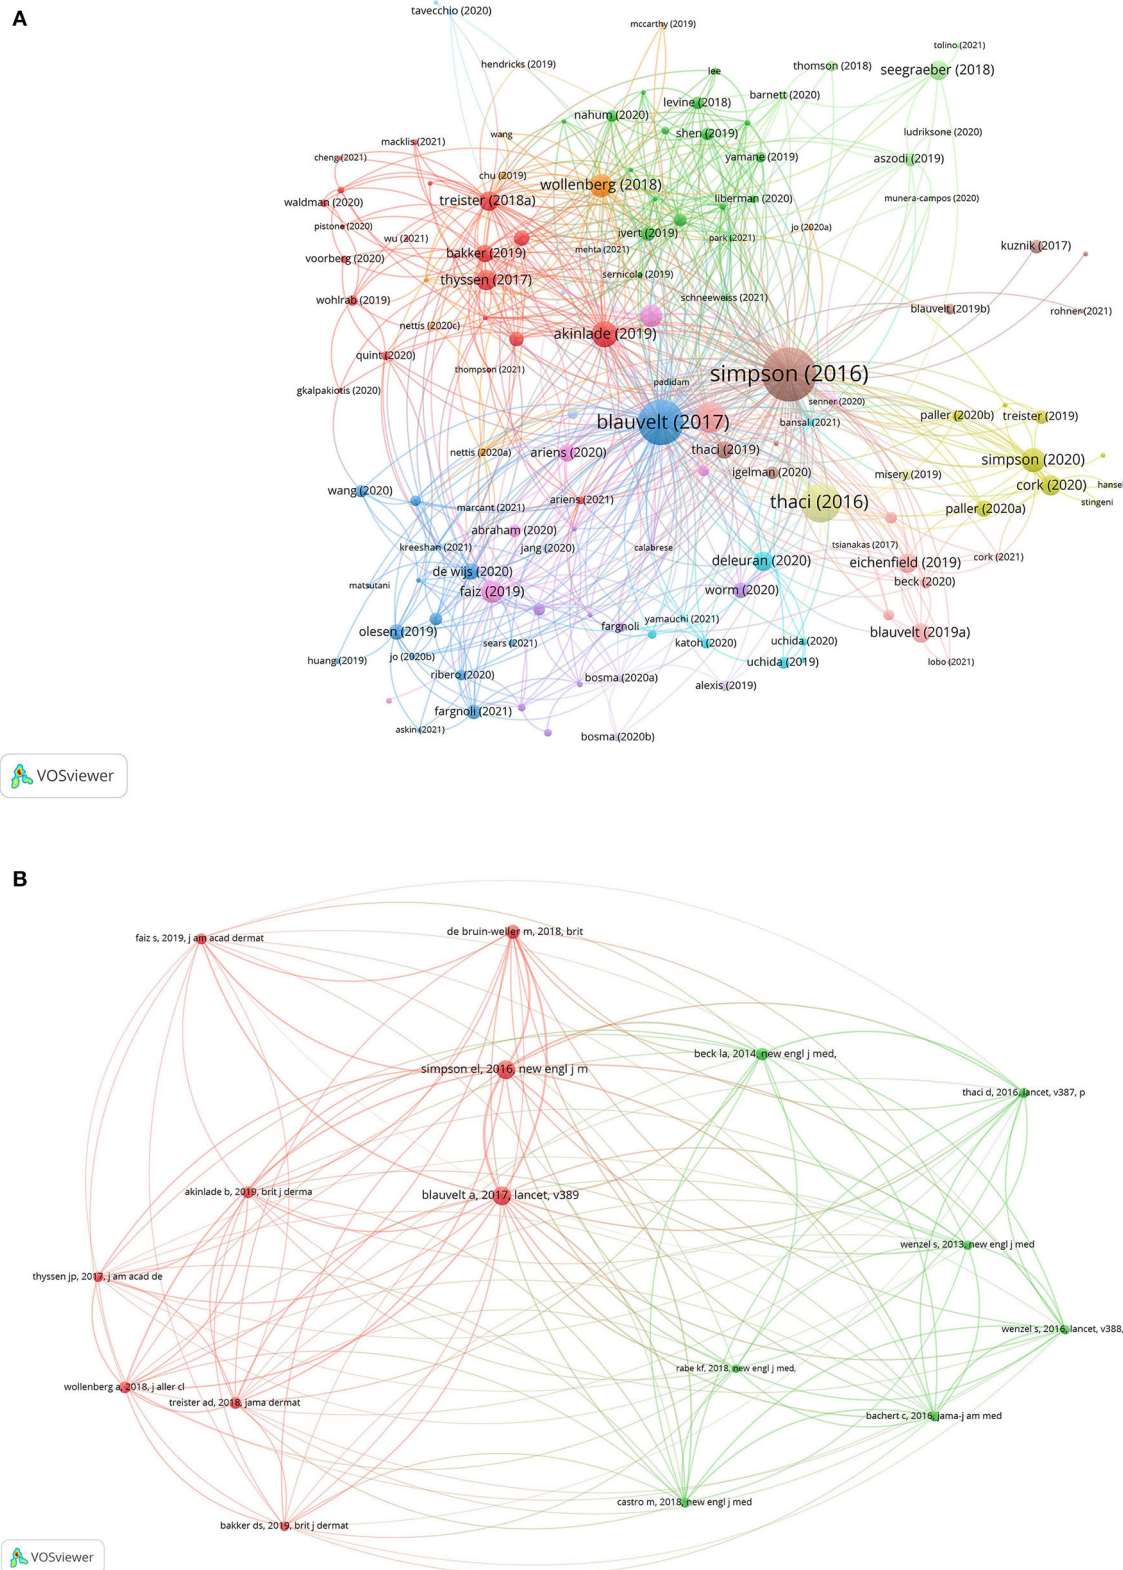 A
tavecchio (2020)
mccarthy (2019)
tolino (2021)
hendricks (2019)
lee
thomson (2018)
seegraeber (2018)
barnett (2020)
levine (2018)
nahum (2020)
shen (2019)
ludriksone (2020)
wang
macklis (2021)
cheng (2021)
yamane (2019)
aszodi (2019)
chu (2019)
wollenberg (2018)
treister (2018a)
waldman (2020)
liberman (2020)
munera-campos (2020)
pistone (2020)
jo (2020a)
ivert (2019)
wu (2021)
park (2021)
kuznik (2017)
mehta (2021)
bakker (2019)
voorberg (2020)
sernicola (2019)
thyssen (2017)
wohlrab (2019)
schneeweiss (2021)
blauvelt (2019b)
rohner (2021)
nettis (2020c)
akinlade (2019)
quint (2020)
thompson (2021)
simpson (2016)
padidam
gkalpakiotis (2020)
senner (2020)
blauvelt (2017)
bansal (2021)
paller (2020b)
treister (2019)
nettis (2020a)
ariens (2020)
thaci (2019)
simpson (2020)
igelman (2020)
misery (2019)
cork (2020)
hansel
wang (2020)
ariens (2021)
thaci (2016)
stingeni
marcant (2021)
paller (2020a)
abraham (2020)
kreeshan (2021)
jang (2020)
calabrese
tsianakas (2017)
cork (2021)
deleuran (2020)
eichenfield (2019)
de wijs (2020)
matsutani
beck (2020)
faiz (2019)
worm (2020)
yamauchi (2021)
fargnoli
olesen (2019)
blauvelt (2019a)
sears (2021)
katoh (2020)
uchida (2020)
huang (2019)
jo (2020b)
uchida (2019)
lobo (2021)
ribero (2020)
bosma (2020a)
alexis (2019)
fargnoli (2021)
askin (2021)
bosma (2020b)
VOSviewer
B
faiz s, 2019, j am acad dermat
de bruin-weller m, 2018, brit
beck la, 2014, new engl j med,
simpson el, 2016, new engl j m
thaci d, 2016, lancet, v387, p
akinlade b, 2019, brit j derma
blauvelt a, 2017, lancet, v389
wenzel s, 2013, new engl j med
thyssen jp, 2017, j am acad de
wenzel s, 2016, lancet, v388,
rabe kf, 2018, new engl j med,
wollenberg a, 2018, j aller cl
treister ad, 2018, jama dermat
bachert c, 2016, jama-j am med
castro m, 2018, new engl j med
bakker ds, 2019, brit j dermat
VOSviewer